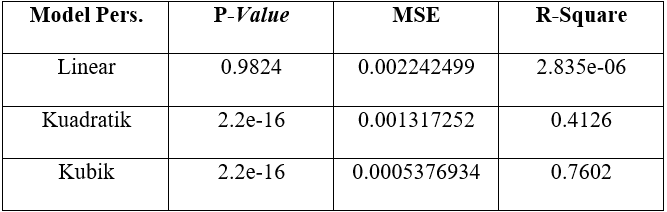 Model Pers. P-Value MSE R-Square
Linear 0.9824 0.002242499 2.835e-06
Kuadratik 2.2e-16 0.001317252 0.4126
Kubik 2.2e-16 0.0005376934 0.7602